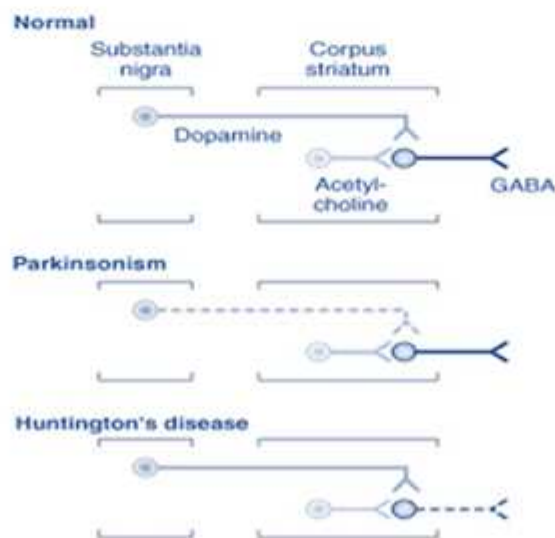 Normal
Substantia nigra
Corpus striatum
Dopamine
Acetyl-
choline
GABA
Parkinsonism
Huntington's disease